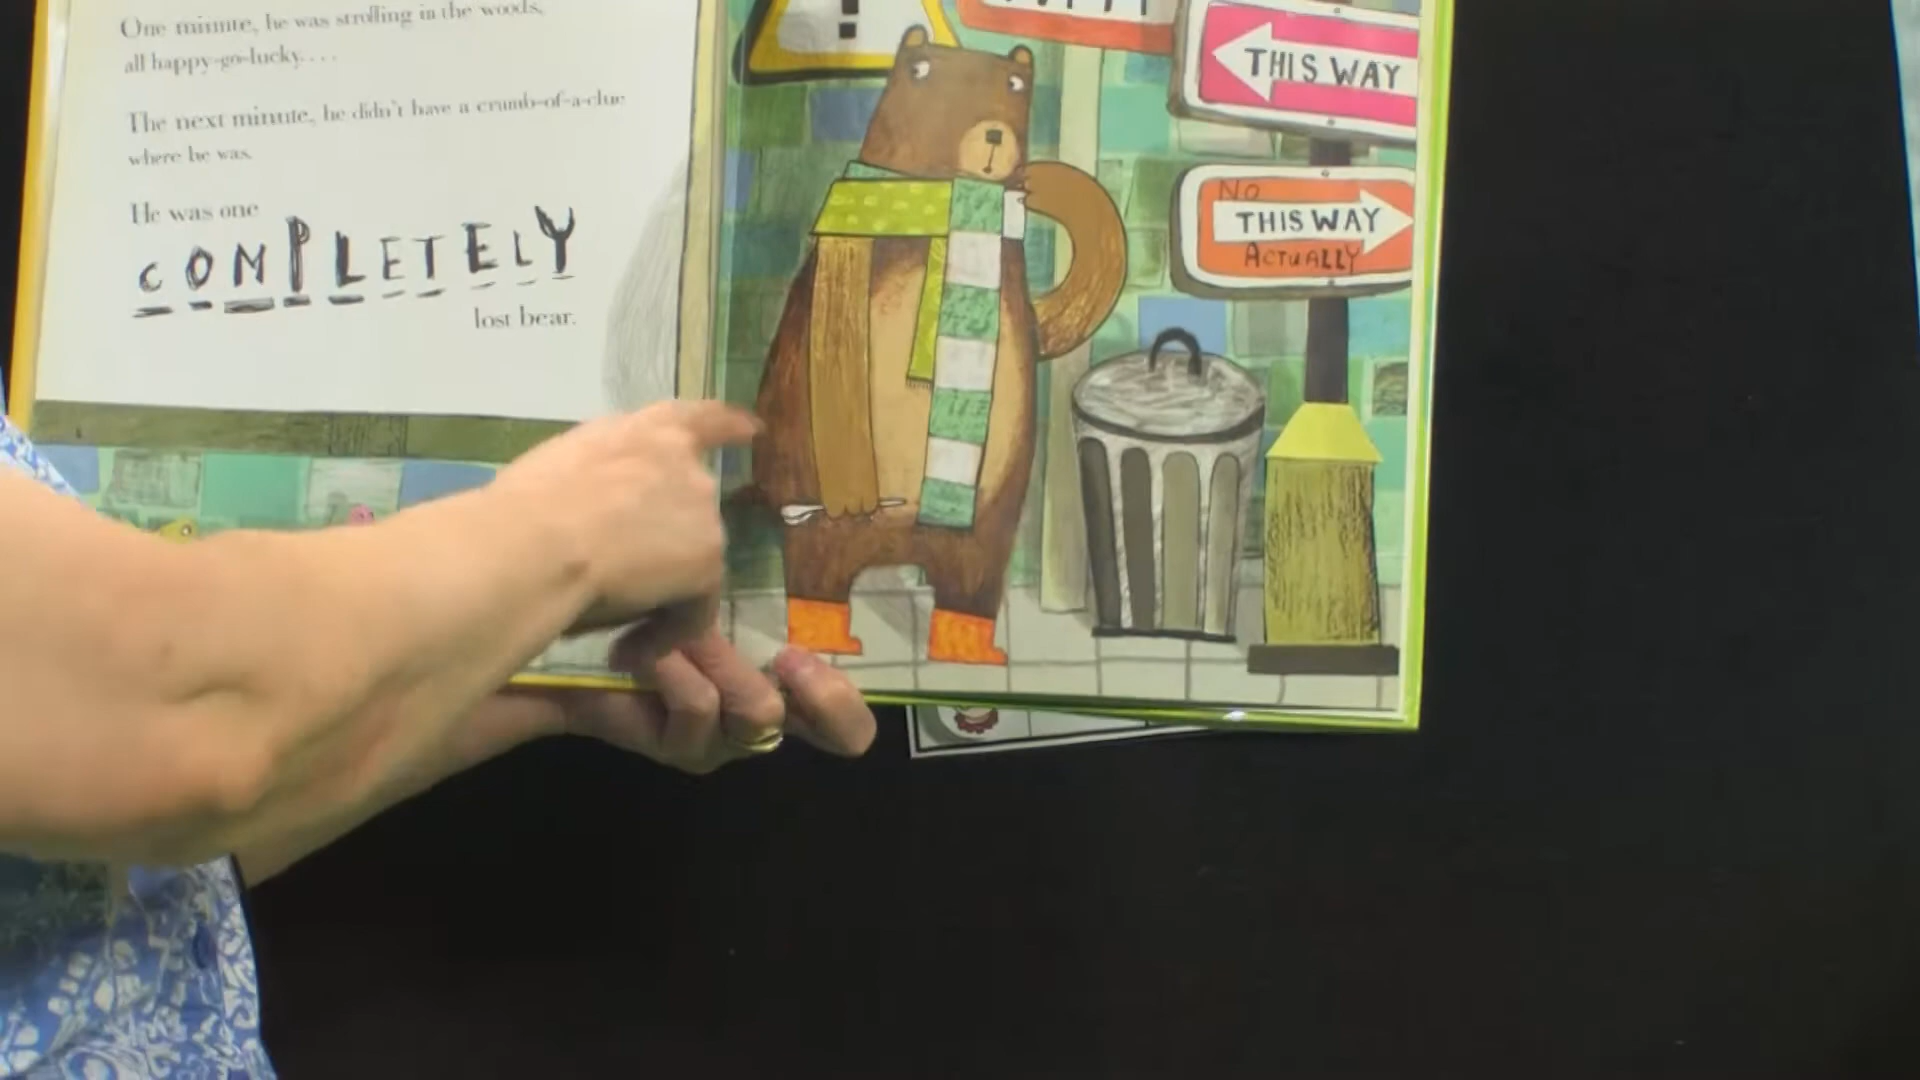 One minute, he was strolling in the woods,
all happy-go-lucky. . . .
The next minute, he didn't have a crumb-of-a-clue
where he was.
He was one
COMPLETELY
lost bear.
!
THIS WAY
NO
THIS WAY
ACTUALLY